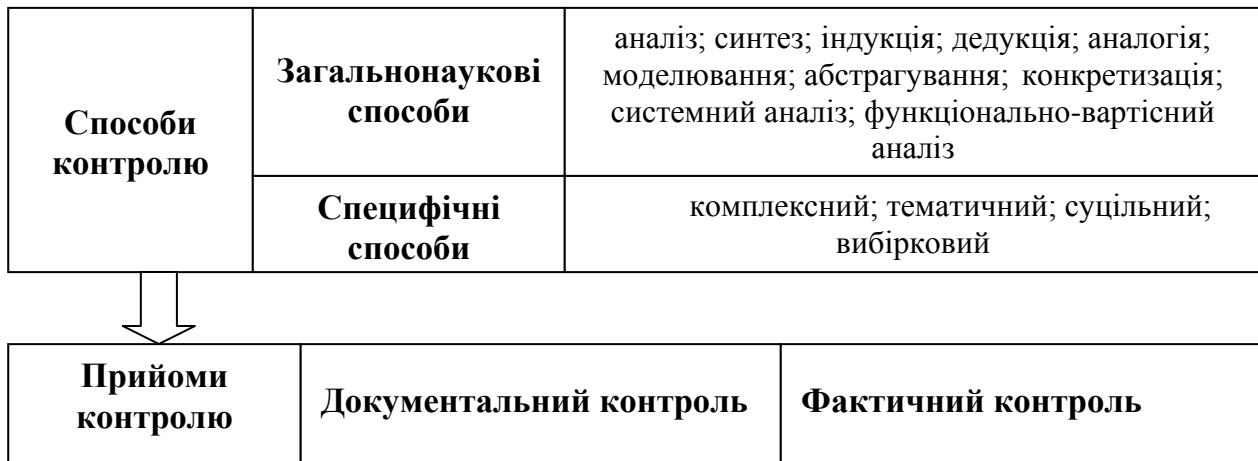 Способи
контролю
Загальнонаукові
способи
аналіз; синтез; індукція; дедукція; аналогія;
моделювання; абстрагування; конкретизація;
системний аналіз; функціонально-вартісний
аналіз
Специфічні
способи
комплексний; тематичний; суцільний;
вибірковий
Прийоми
контролю
Документальний контроль
Фактичний контроль